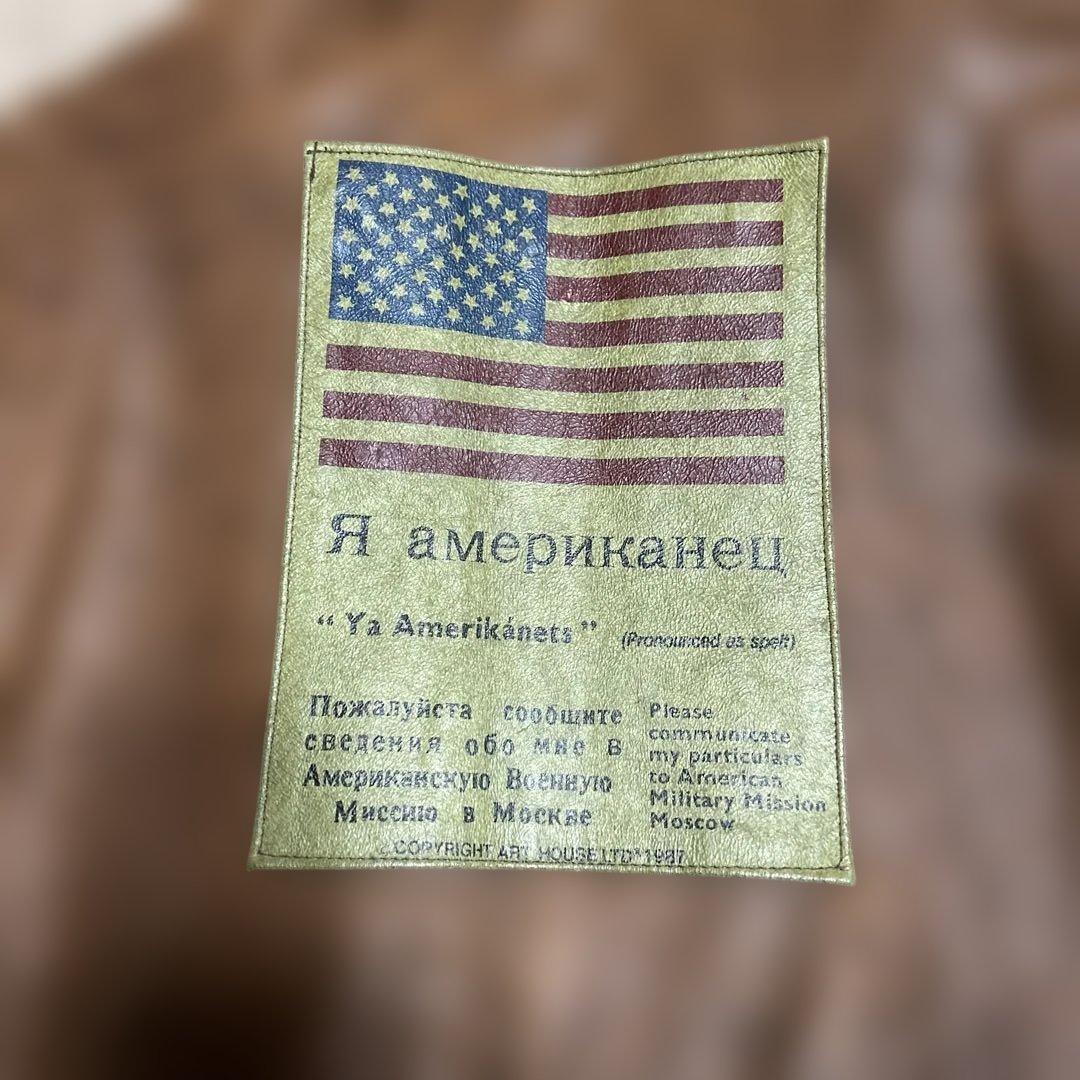 Я американец
“ Ya Amerikánets ” (Pronounced as spelt)
Пожалуйста сообщите
сведения обо мне в
Американскую Военную
Миссию в Москве
Please
communicate
my particulars
to American
Military Mission
Moscow
COPYRIGHT ART HOUSE LTD 1987